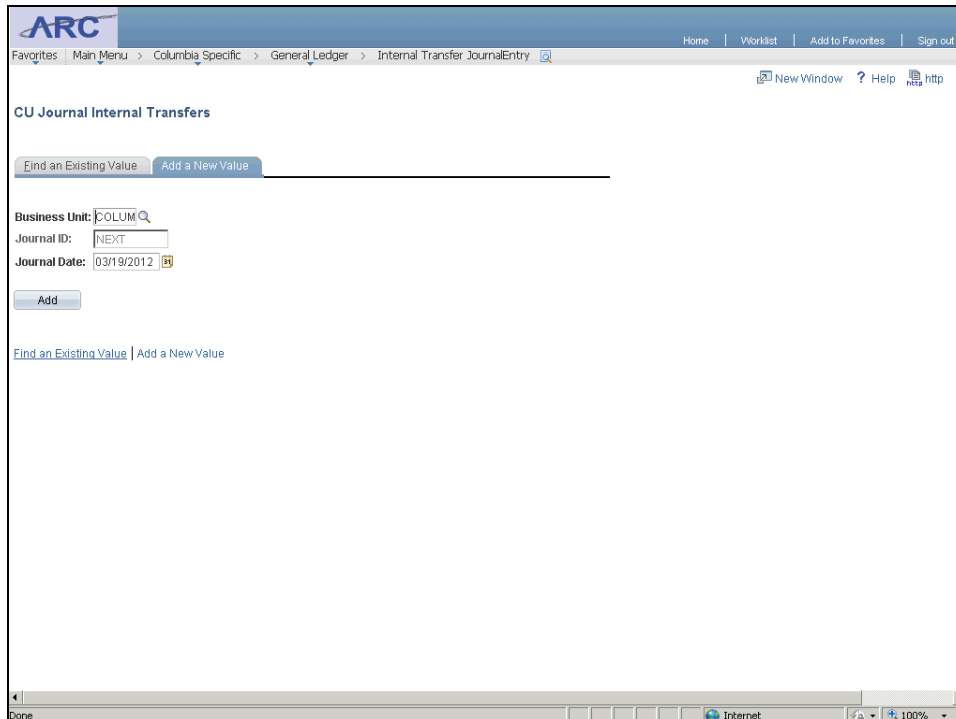 ARC
Home | Worklist | Add to Favorites | Sign out
Favorites Main Menu > Columbia Specific > General Ledger > Internal Transfer JournalEntry
New Window ? Help http
CU Journal Internal Transfers
Find an Existing Value Add a New Value
Business Unit: COLUM
Journal ID: NEXT
Journal Date: 03/19/2012
Add
Find an Existing Value | Add a New Value
Done Internet 100%